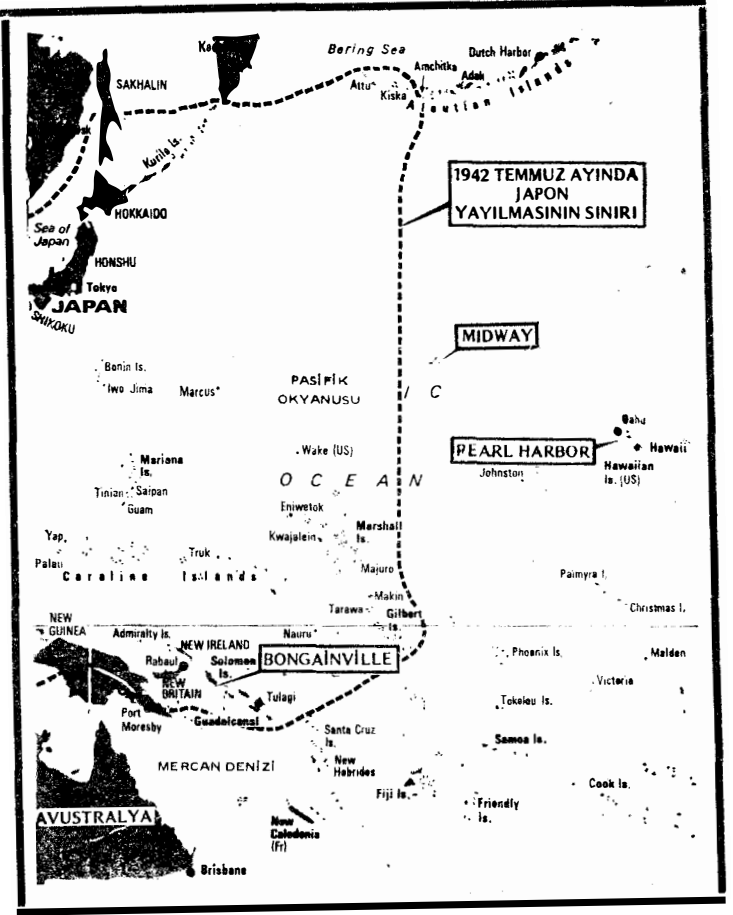 Bering Sea
Dutch Harbor
Amchitka
Adak
Attu
Kiska
Aleutian Islands
SAKHALIN
Kurile Is.
1942 TEMMUZ AYINDA
JAPON
YAYILMASININ SINIRI
HOKKAIDO
Sea of
Japan
HONSHU
Tokyo
JAPAN
SHIKOKU
MIDWAY
Bonin Is.
Iwo Jima
Marcus
PASİFİK
OKYANUSU
I C
Oahu
PEARL HARBOR
Hawaii
Hawaiian
Is. (US)
Johnston
Wake (US)
OCEAN
Mariana
Is.
Tinian
Saipan
Guam
Eniwetok
Kwajalein
Marshall
Is.
Yap
Truk
Palau
Caroline Islands
Majuro
Palmyra I.
Makin
Tarawa
Gilbert
Is.
Christmas I.
NEW
GUINEA
Admiralty Is.
NEW IRELAND
Nauru
Rabaul
Solomon
Is.
BONGAINVILLE
Phoenix Is.
Malden
NEW
BRITAIN
Tulagi
Victoria
Port
Moresby
Guadalcanal
Tokelau Is.
Santa Cruz
Is.
Samoa Is.
MERCAN DENİZİ
New
Hebrides
Fiji Is.
Cook Is.
Friendly
Is.
AVUSTRALYA
New
Caledonia
(Fr)
Brisbane